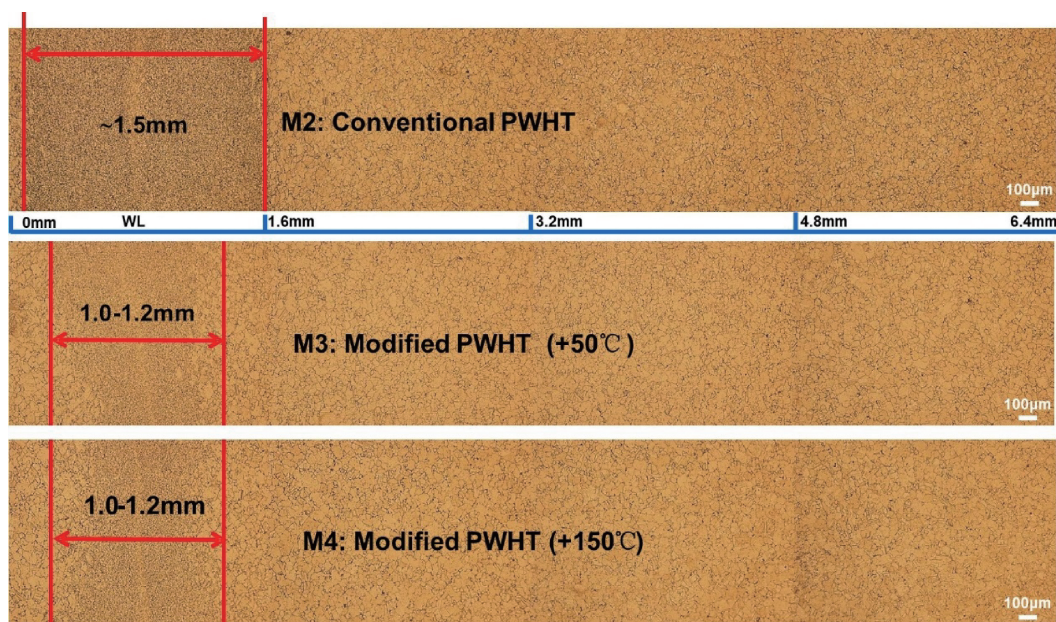 ~1.5mm
M2: Conventional PWHT
100μm
0mm WL 1.6mm 3.2mm 4.8mm 6.4mm
1.0-1.2mm
M3: Modified PWHT (+50℃)
100μm
1.0-1.2mm
M4: Modified PWHT (+150℃)
100μm